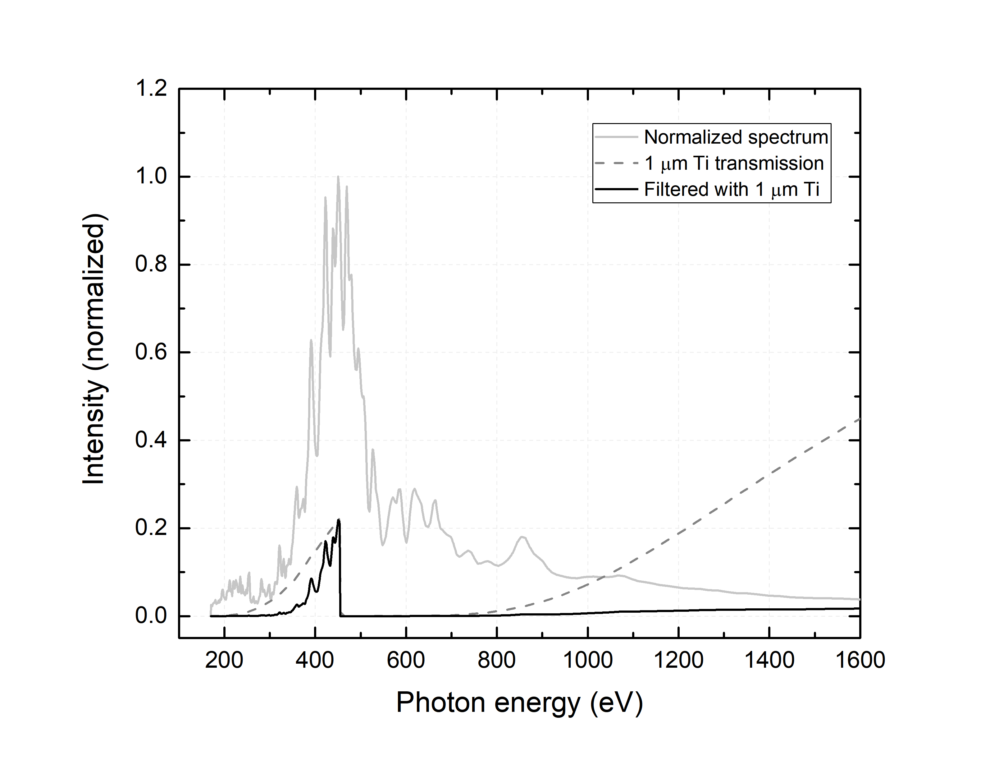 1.2
1.0
0.8
0.6
0.4
0.2
0.0
Intensity (normalized)
Normalized spectrum
1 μm Ti transmission
Filtered with 1 μm Ti
200 400 600 800 1000 1200 1400 1600
Photon energy (eV)